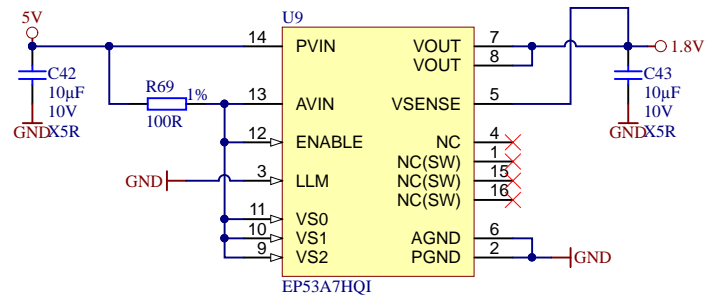 5V
U9
14 PVIN
VOUT 7
VOUT 8
1.8V
C42
10µF
10V
X5R
GND
R69
1%
100R
13 AVIN
VSENSE 5
C43
10µF
10V
X5R
GND
12 ENABLE
NC 4
NC(SW) 1
GND
3 LLM
NC(SW) 15
NC(SW) 16
11 VS0
10 VS1
9 VS2
AGND 6
PGND 2
GND
EP53A7HQI